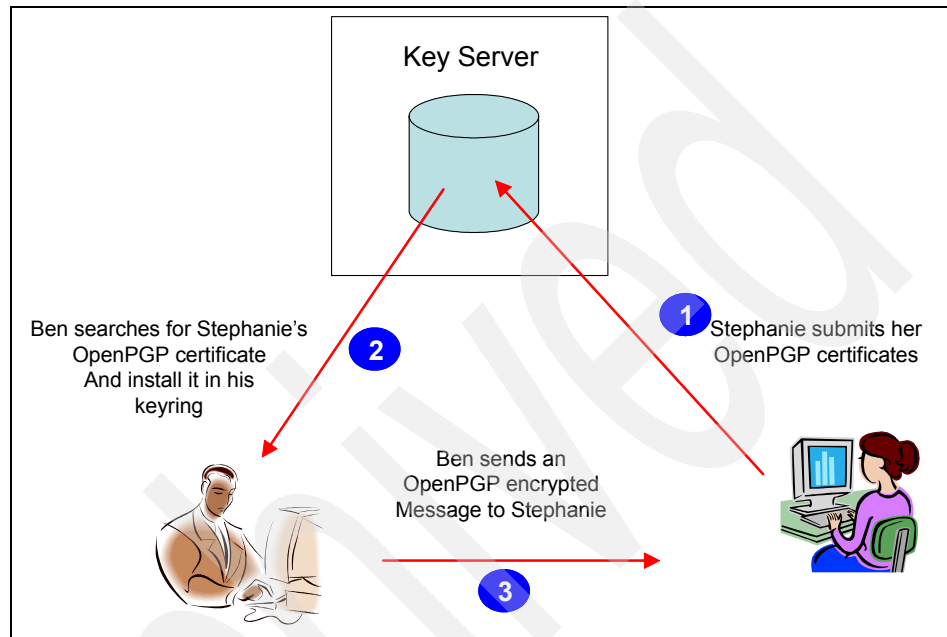 Key Server
Ben searches for Stephanie's
OpenPGP certificate
And install it in his
keyring
2
1
Stephanie submits her
OpenPGP certificates
Ben sends an
OpenPGP encrypted
Message to Stephanie
3